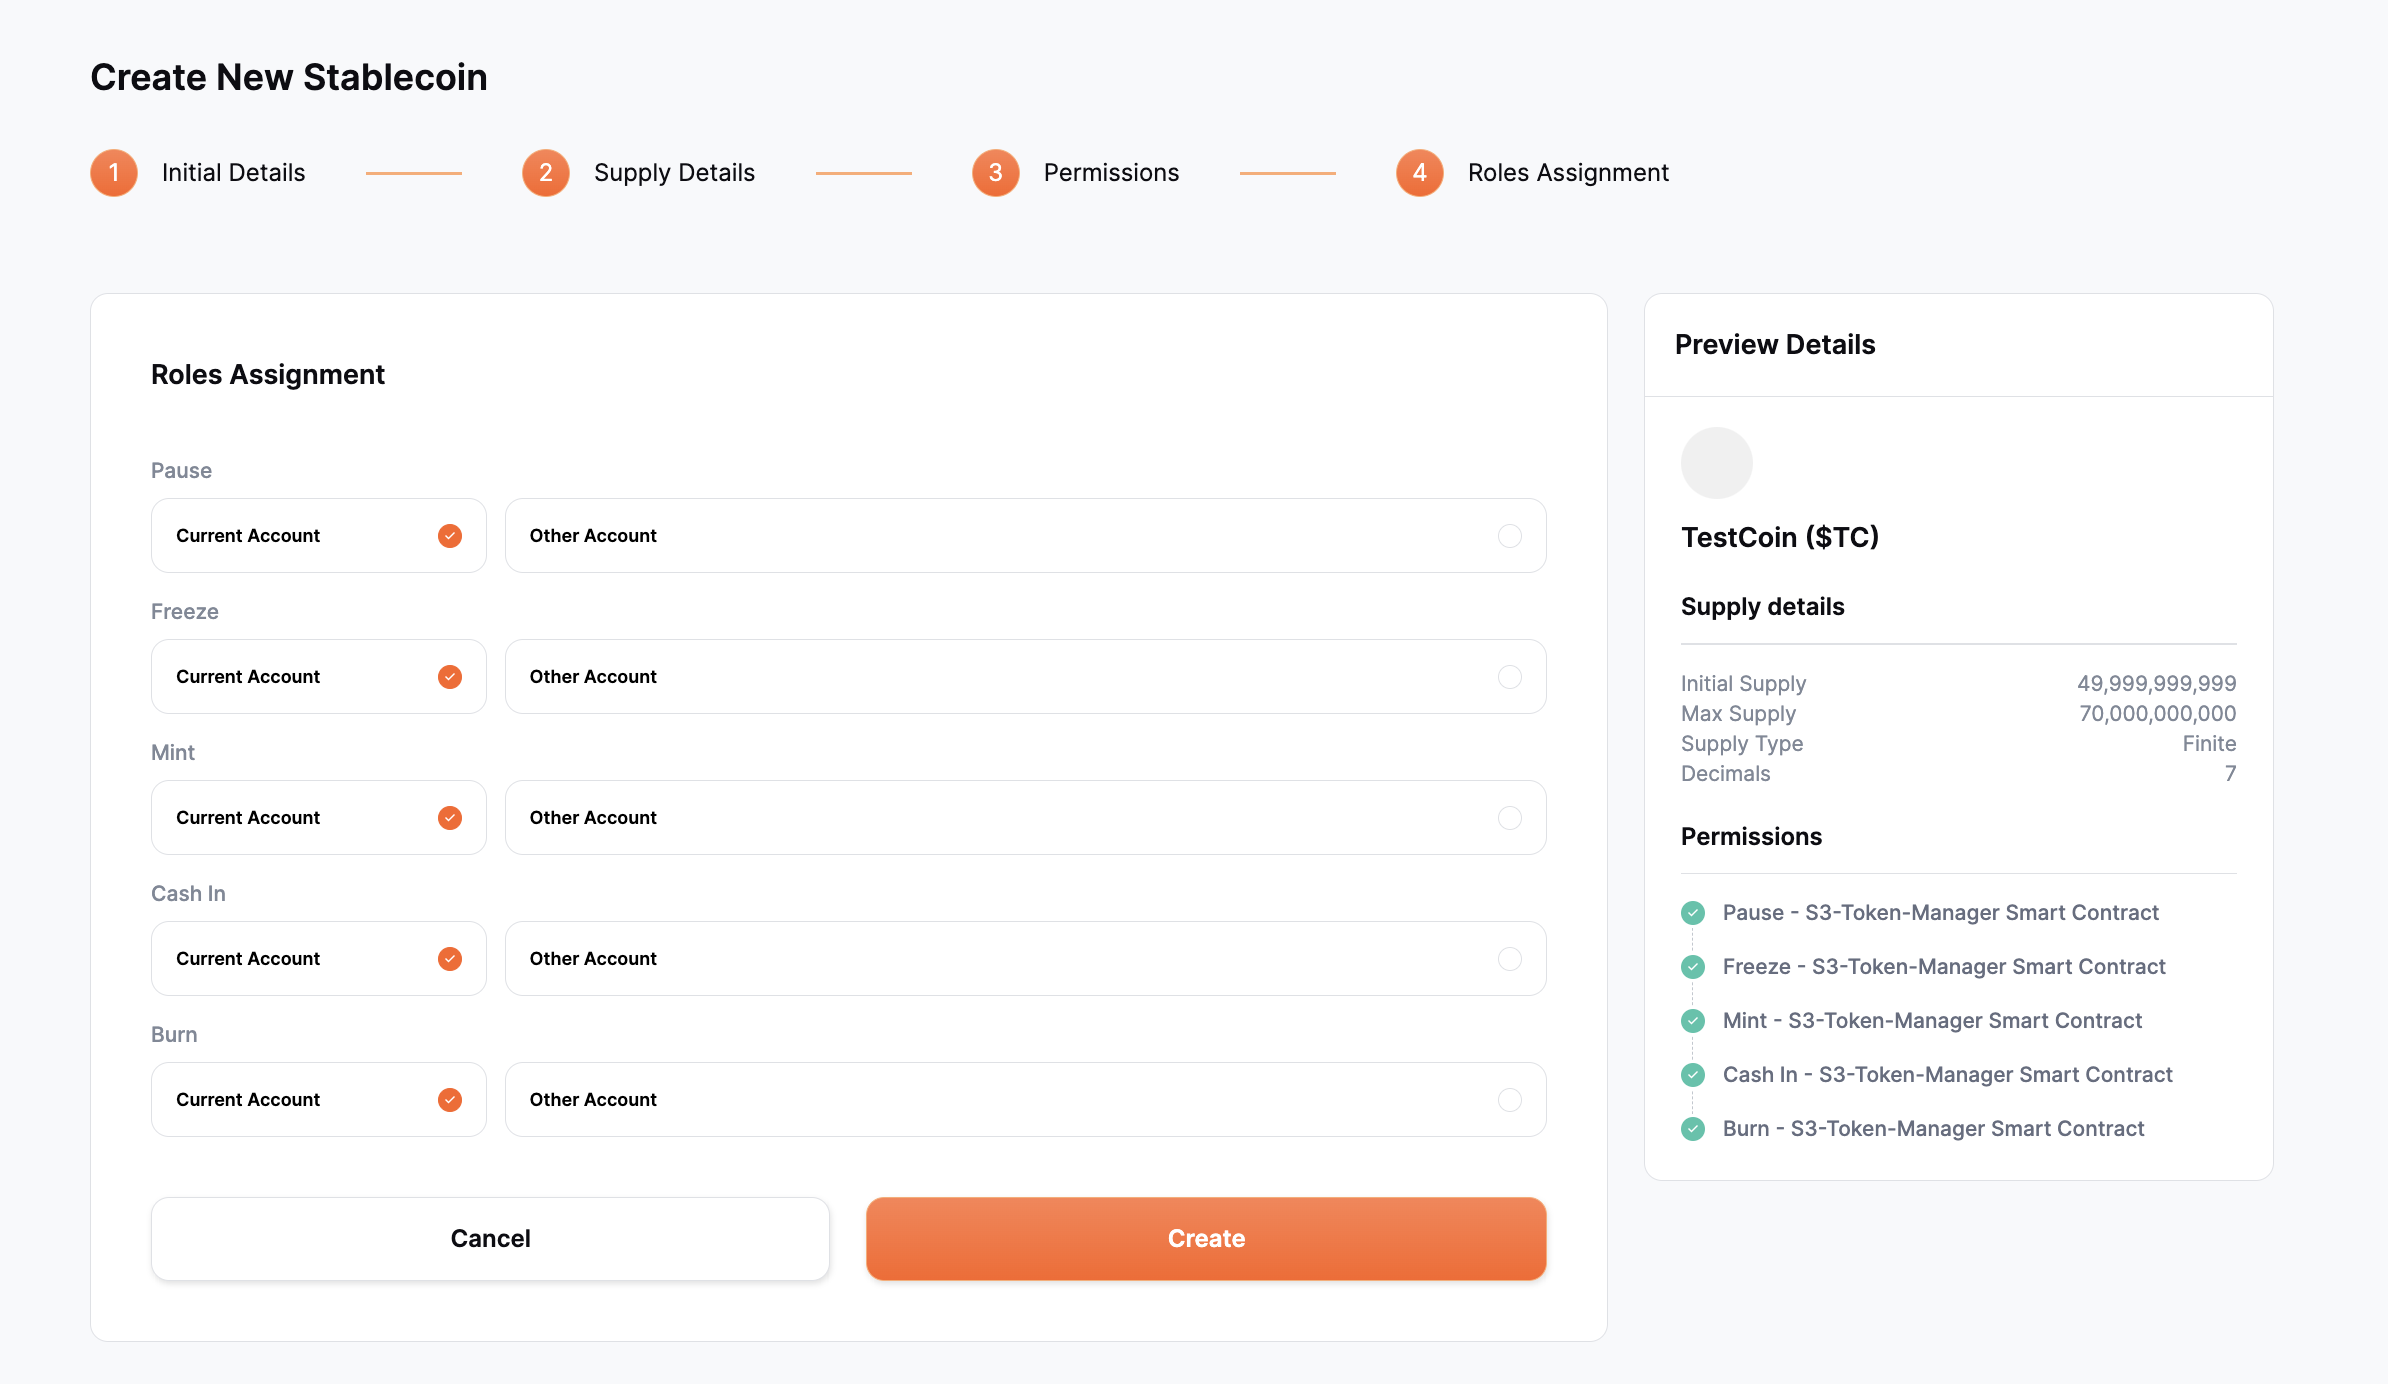 Create New Stablecoin
1 Initial Details 2 Supply Details 3 Permissions 4 Roles Assignment
Roles Assignment
Pause
Current Account Other Account
Freeze
Current Account Other Account
Mint
Current Account Other Account
Cash In
Current Account Other Account
Burn
Current Account Other Account
Cancel Create
Preview Details
TestCoin ($TC)
Supply details
Initial Supply 49,999,999,999
Max Supply 70,000,000,000
Supply Type Finite
Decimals 7
Permissions
Pause - S3-Token-Manager Smart Contract
Freeze - S3-Token-Manager Smart Contract
Mint - S3-Token-Manager Smart Contract
Cash In - S3-Token-Manager Smart Contract
Burn - S3-Token-Manager Smart Contract